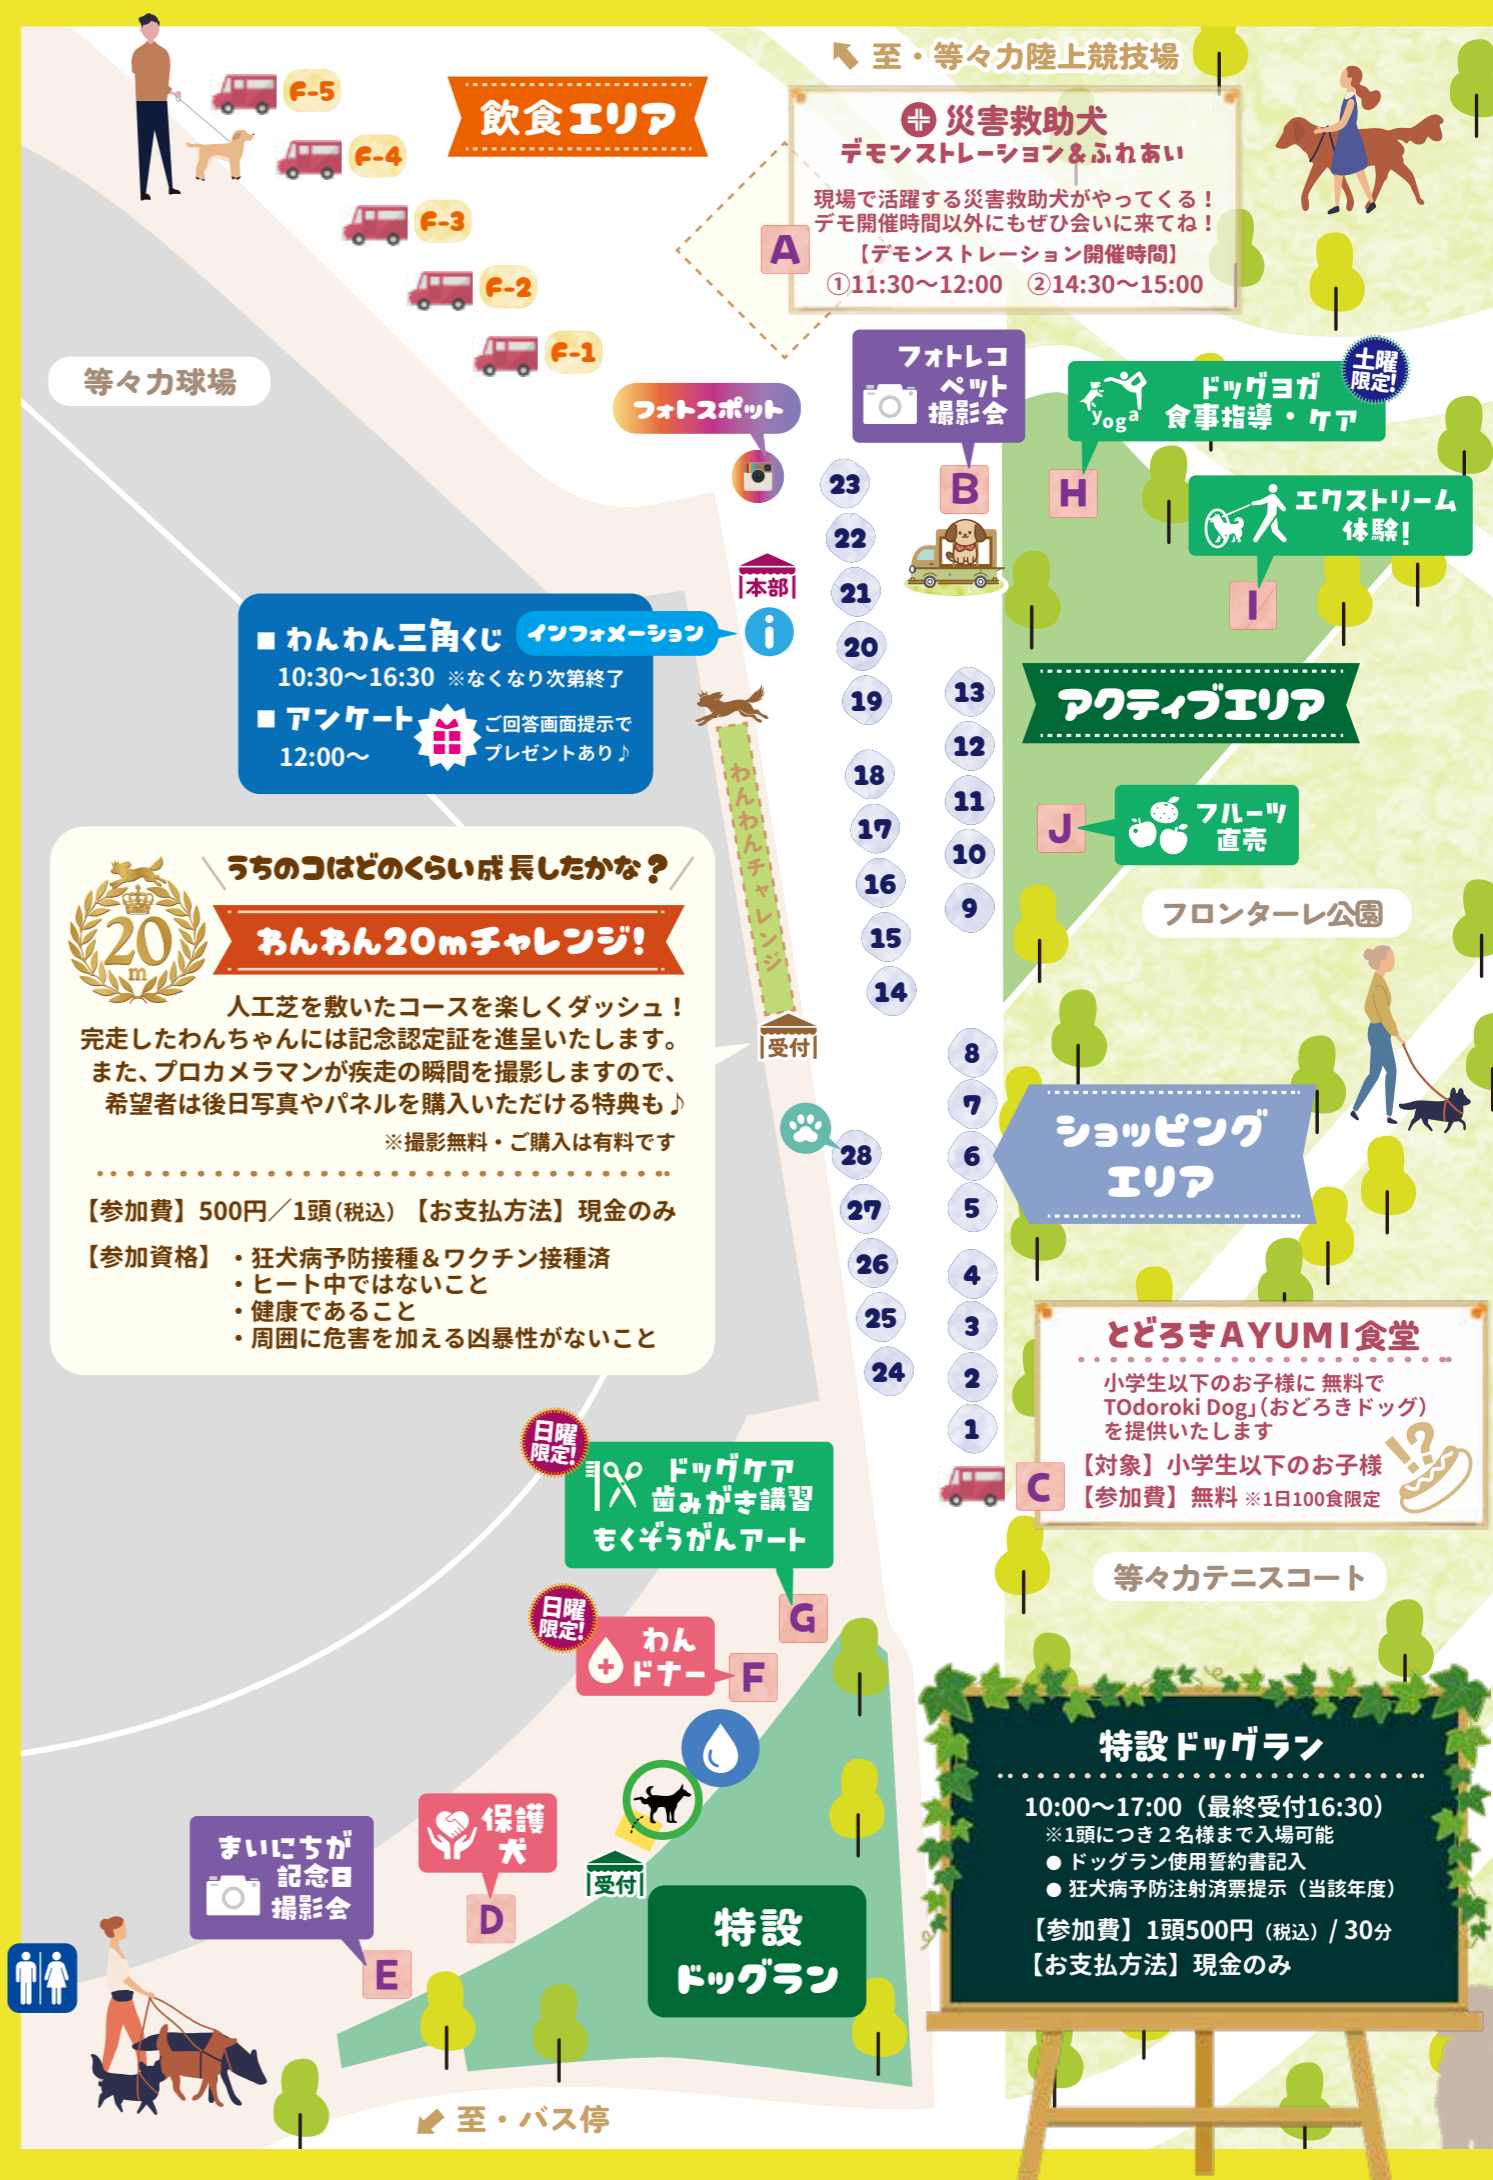 至・等々力陸上競技場
F-5
F-4
F-3
F-2
F-1
飲食エリア
災害救助犬
デモンストレーション&ふれあい
現場で活躍する災害救助犬がやってくる！
デモ開催時間以外にもぜひ会いに来てね！
【デモンストレーション開催時間】
①11:30〜12:00　②14:30〜15:00
A
等々力球場
フォトスポット
フォトレコ
ペット
撮影会
B
土曜
限定!
yoga
ドッグヨガ
食事指導・ケア
H
エクストリーム
体験!
I
アクティブエリア
フルーツ
直売
J
フロンターレ公園
本部
インフォメーション
■わんわん三角くじ
10:30〜16:30 ※なくなり次第終了
■アンケート
12:00〜
ご回答画面提示で
プレゼントあり♪
わんわんチャレンジ
受付
23
22
21
20
19
18
17
16
15
14
13
12
11
10
9
8
7
6
5
4
3
2
1
28
27
26
25
24
うちのコはどのくらい成長したかな？
20
m
わんわん20mチャレンジ!
人工芝を敷いたコースを楽しくダッシュ！
完走したわんちゃんには記念認定証を進呈いたします。
また、プロカメラマンが疾走の瞬間を撮影しますので、
希望者は後日写真やパネルを購入いただける特典も♪
※撮影無料・ご購入は有料です
【参加費】500円／1頭（税込）【お支払方法】現金のみ
【参加資格】・狂犬病予防接種＆ワクチン接種済
・ヒート中ではないこと
・健康であること
・周囲に危害を加える凶暴性がないこと
ショッピング
エリア
とどろきAYUMI食堂
小学生以下のお子様に 無料で
TOdoroki Dog」（おどろきドッグ）
を提供いたします
【対象】小学生以下のお子様
【参加費】無料 ※1日100食限定
!?
C
等々力テニスコート
日曜
限定!
ドッグケア
歯みがき講習
もくぞうがんアート
G
日曜
限定!
わん
ドナー
F
保護
犬
D
まいにちが
記念日
撮影会
E
受付
特設
ドッグラン
特設ドッグラン
10:00〜17:00（最終受付16:30）
※1頭につき２名様まで入場可能
●ドッグラン使用誓約書記入
●狂犬病予防注射済票提示（当該年度）
【参加費】1頭500円（税込）/ 30分
【お支払方法】現金のみ
至・バス停